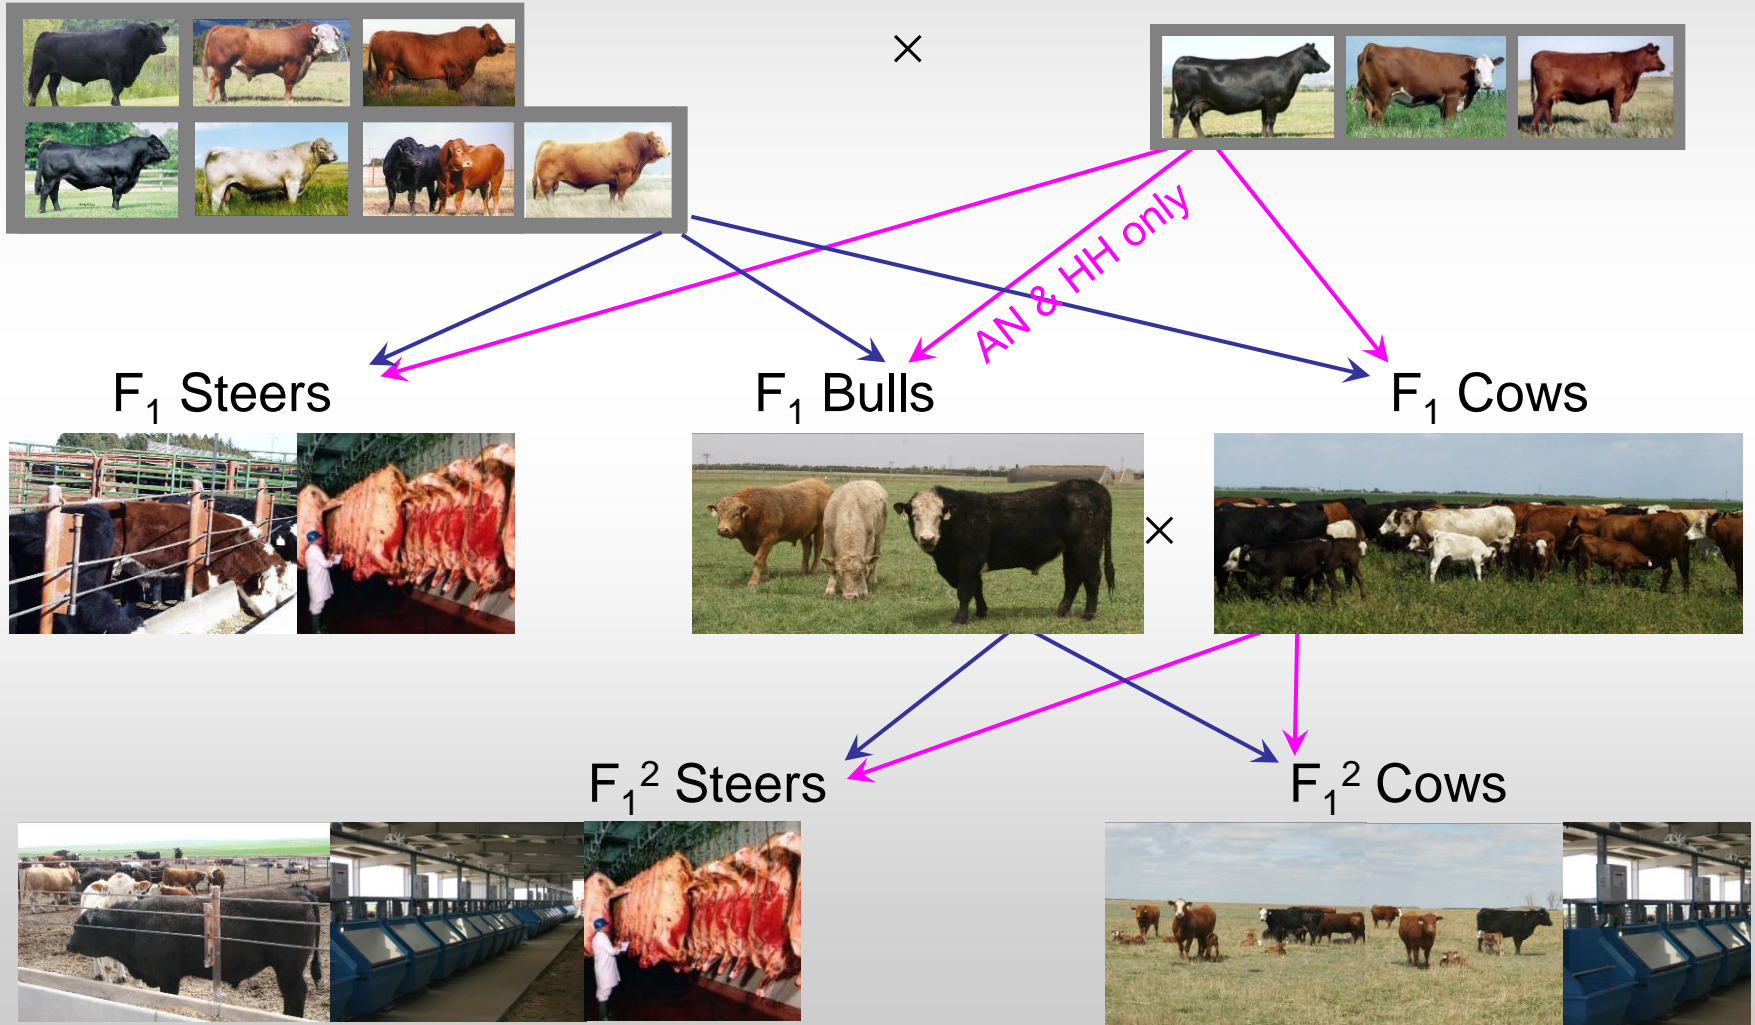 ×
AN & HH only
F₁ Steers
F₁ Bulls
F₁ Cows
×
F₁² Steers
F₁² Cows